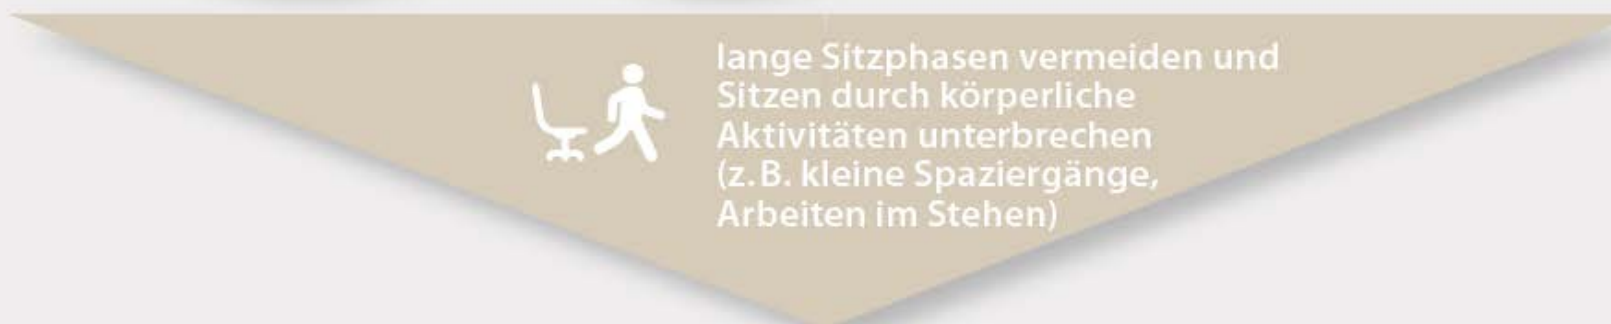 lange Sitzphasen vermeiden und
Sitzen durch körperliche
Aktivitäten unterbrechen
(z. B. kleine Spaziergänge,
Arbeiten im Stehen)